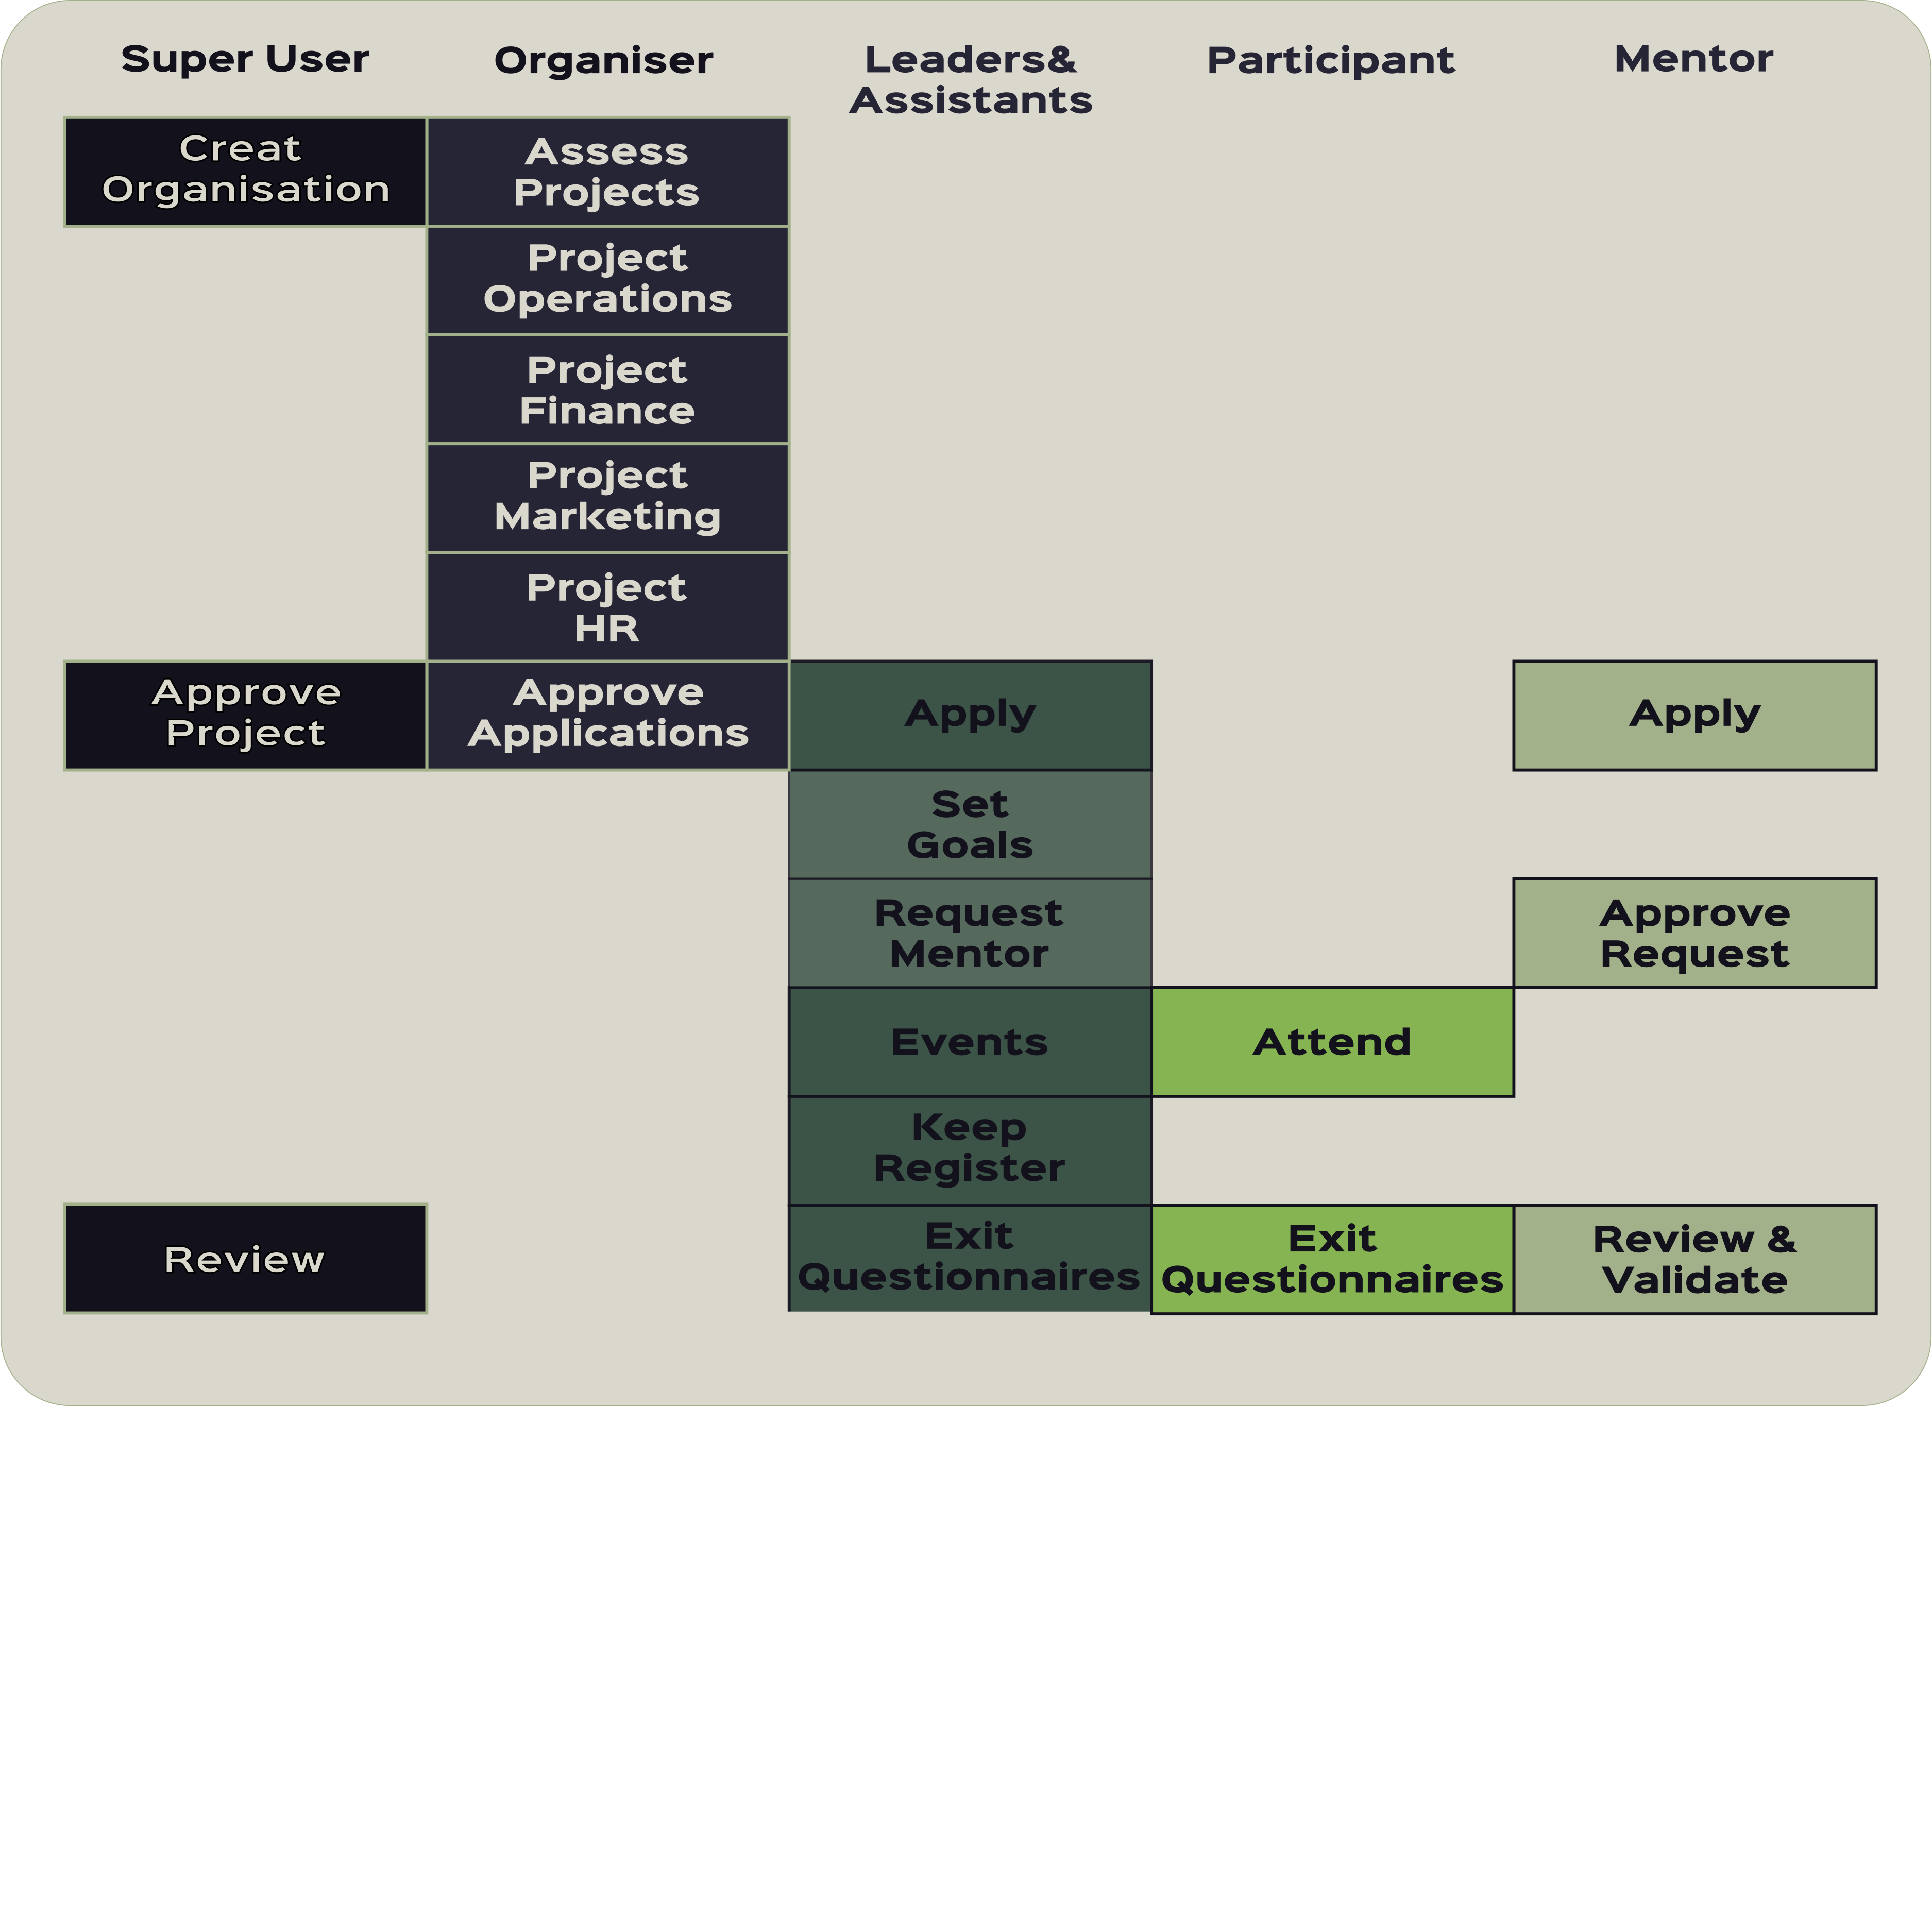 Super User
Organiser
Leaders&
Assistants
Participant
Mentor
Creat
Organisation
Assess
Projects
Project
Operations
Project
Finance
Project
Marketing
Project
HR
Approve
Project
Approve
Applications
Apply
Apply
Set
Goals
Request
Mentor
Approve
Request
Events
Attend
Keep
Register
Review
Exit
Questionnaires
Exit
Questionnaires
Review &
Validate